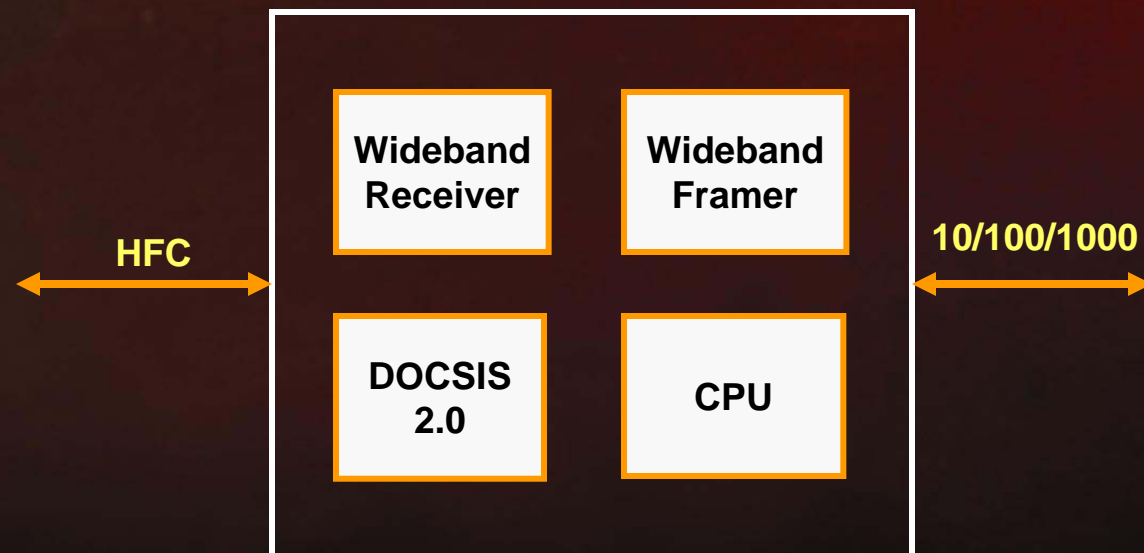 Wideband
Receiver
Wideband
Framer
HFC
10/100/1000
DOCSIS
2.0
CPU